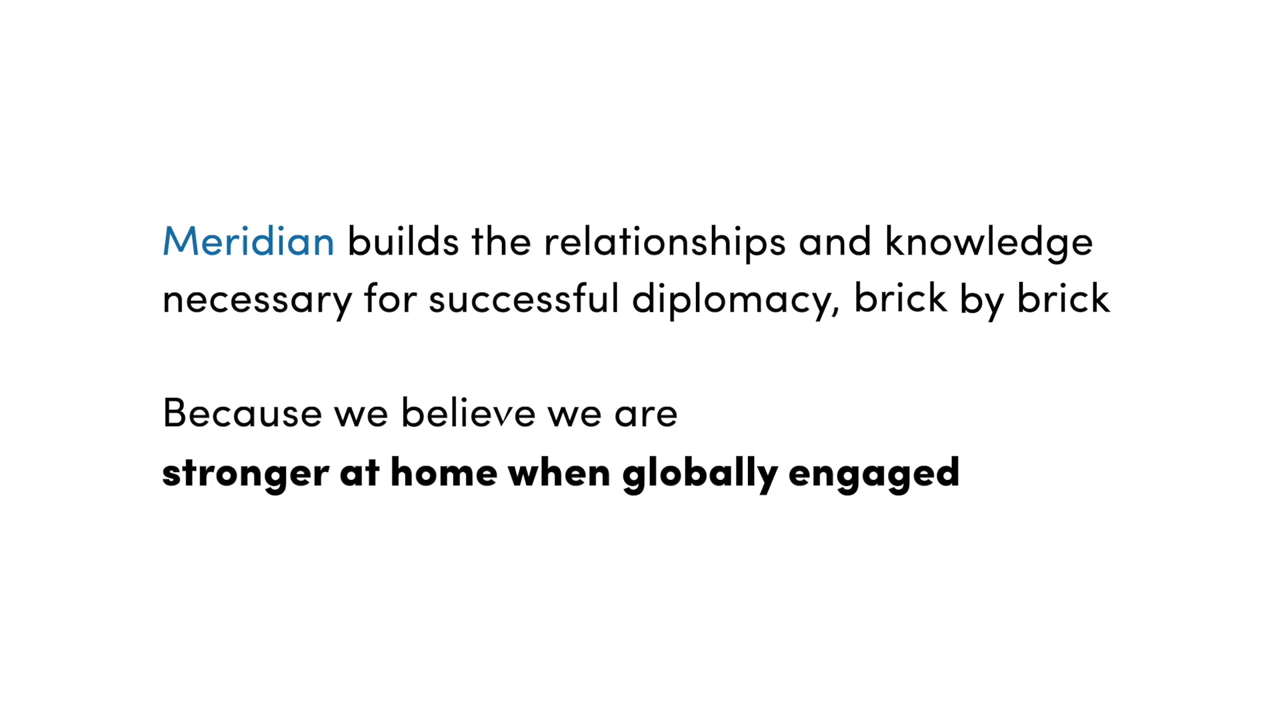 Meridian builds the relationships and knowledge
necessary for successful diplomacy, brick by brick
Because we believe we are
stronger at home when globally engaged